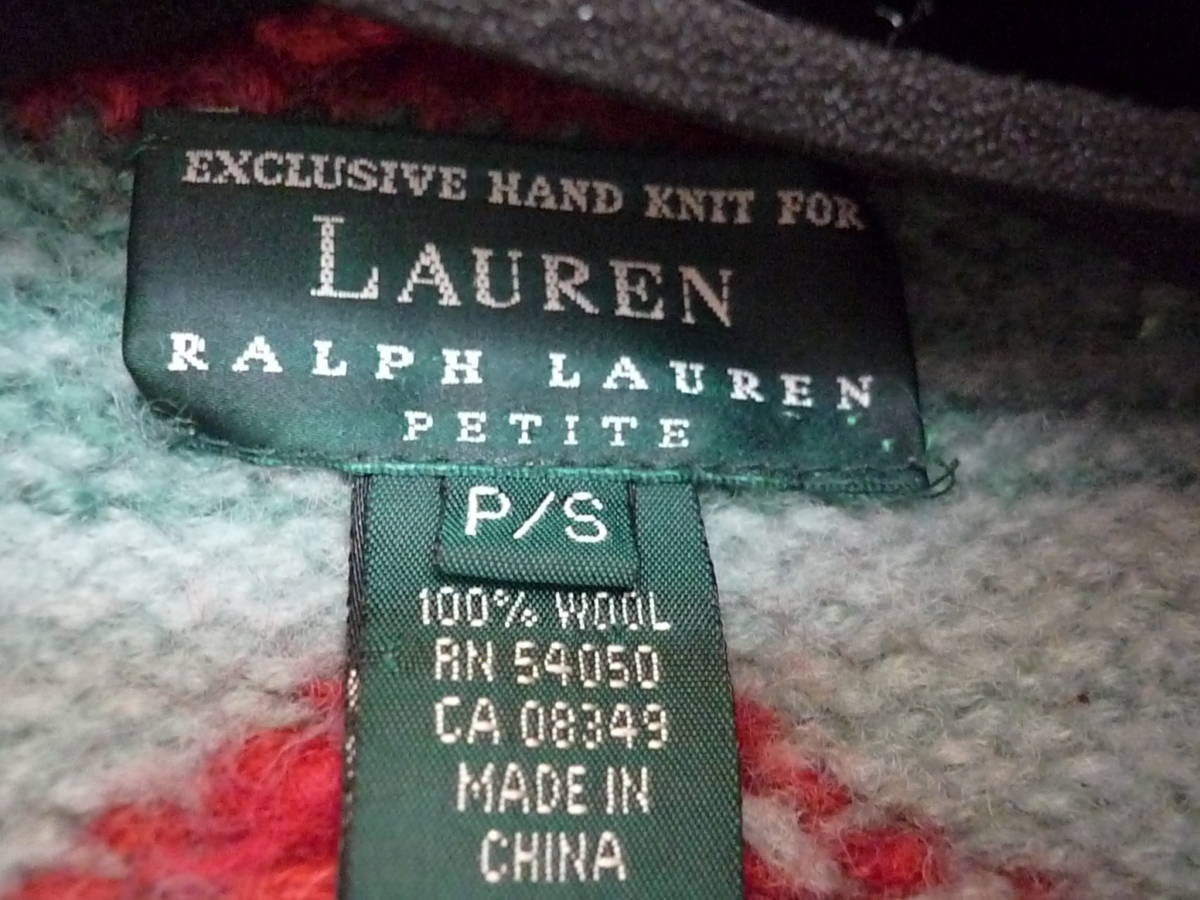 EXCLUSIVE HAND KNIT FOR
LAUREN
RALPH LAUREN
PETITE
P/S
100% WOOL
RN 54050
CA 08349
MADE IN
CHINA